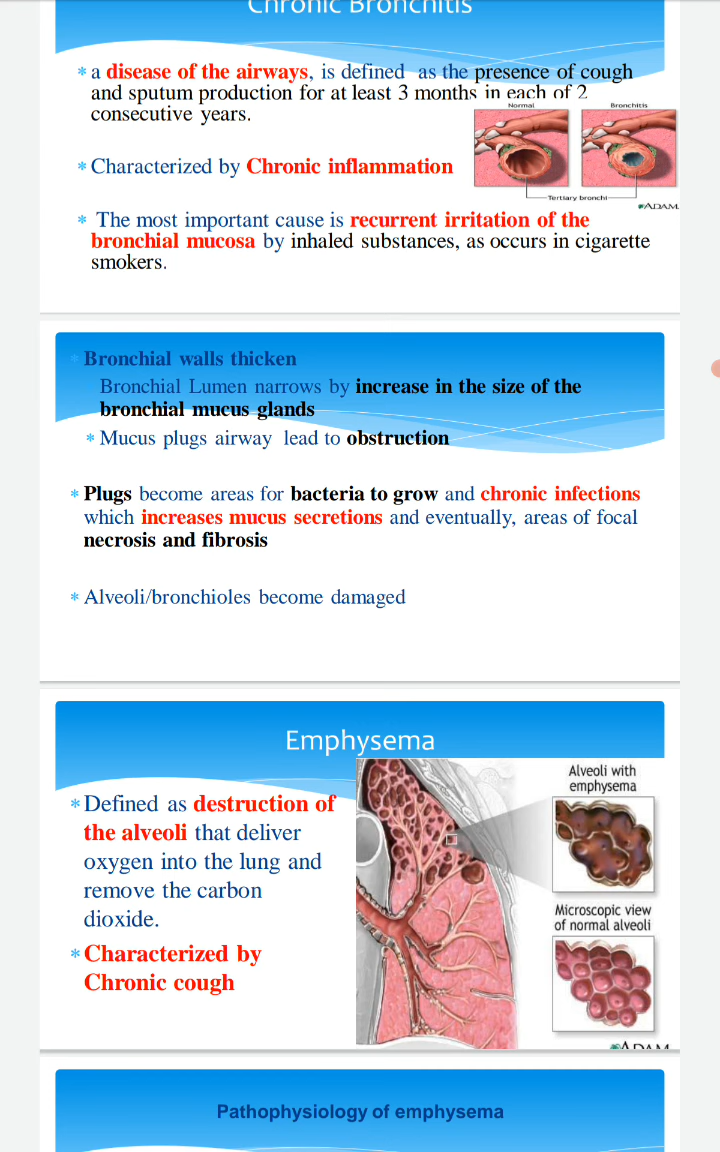 Chronic Bronchitis
* a disease of the airways, is defined as the presence of cough
and sputum production for at least 3 months in each of 2
consecutive years.
Normal
Bronchitis
* Characterized by Chronic inflammation
Tertiary bronchi
ADAM
* The most important cause is recurrent irritation of the
bronchial mucosa by inhaled substances, as occurs in cigarette
smokers.
* Bronchial walls thicken
Bronchial Lumen narrows by increase in the size of the
bronchial mucus glands
* Mucus plugs airway lead to obstruction
* Plugs become areas for bacteria to grow and chronic infections
which increases mucus secretions and eventually, areas of focal
necrosis and fibrosis
* Alveoli/bronchioles become damaged
Emphysema
* Defined as destruction of
the alveoli that deliver
oxygen into the lung and
remove the carbon
dioxide.
* Characterized by
Chronic cough
Alveoli with
emphysema
Microscopic view
of normal alveoli
ADAM
Pathophysiology of emphysema